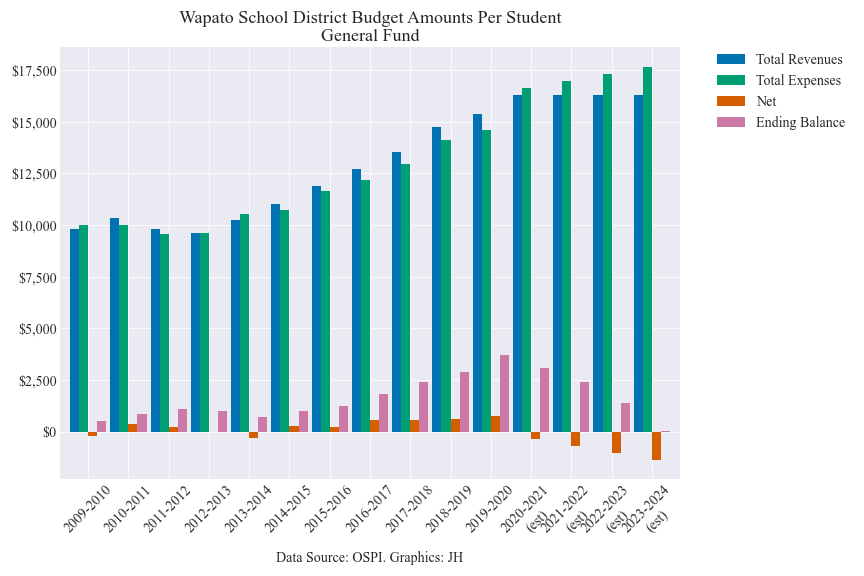 Wapato School District Budget Amounts Per Student
General Fund
Total Revenues
Total Expenses
Net
Ending Balance
$17,500
$15,000
$12,500
$10,000
$7,500
$5,000
$2,500
$0
2009-2010
2010-2011
2011-2012
2012-2013
2013-2014
2014-2015
2015-2016
2016-2017
2017-2018
2018-2019
2019-2020
2020-2021
(est)
2021-2022
(est)
2022-2023
(est)
2023-2024
(est)
Data Source: OSPI. Graphics: JH